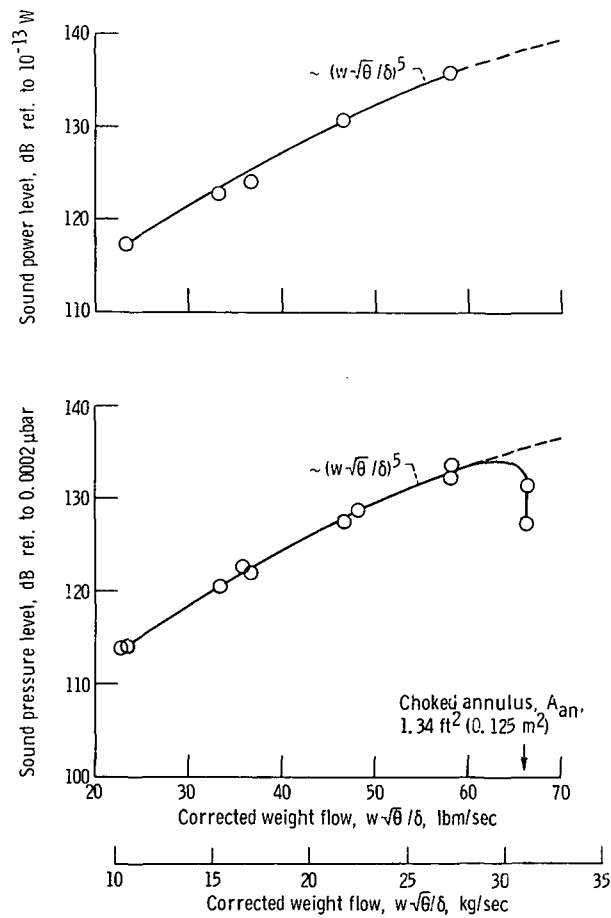 Sound power level, dB ref. to 10⁻¹³ W
140
130
120
110
~ (w√θ/δ)⁵
Sound pressure level, dB ref. to 0.0002 μbar
140
130
120
110
100
~ (w√θ/δ)⁵
Choked annulus, A_an,
1.34 ft² (0.125 m²)
20 30 40 50 60 70
Corrected weight flow, w√θ/δ, lbm/sec
10 15 20 25 30 35
Corrected weight flow, w√θ/δ, kg/sec